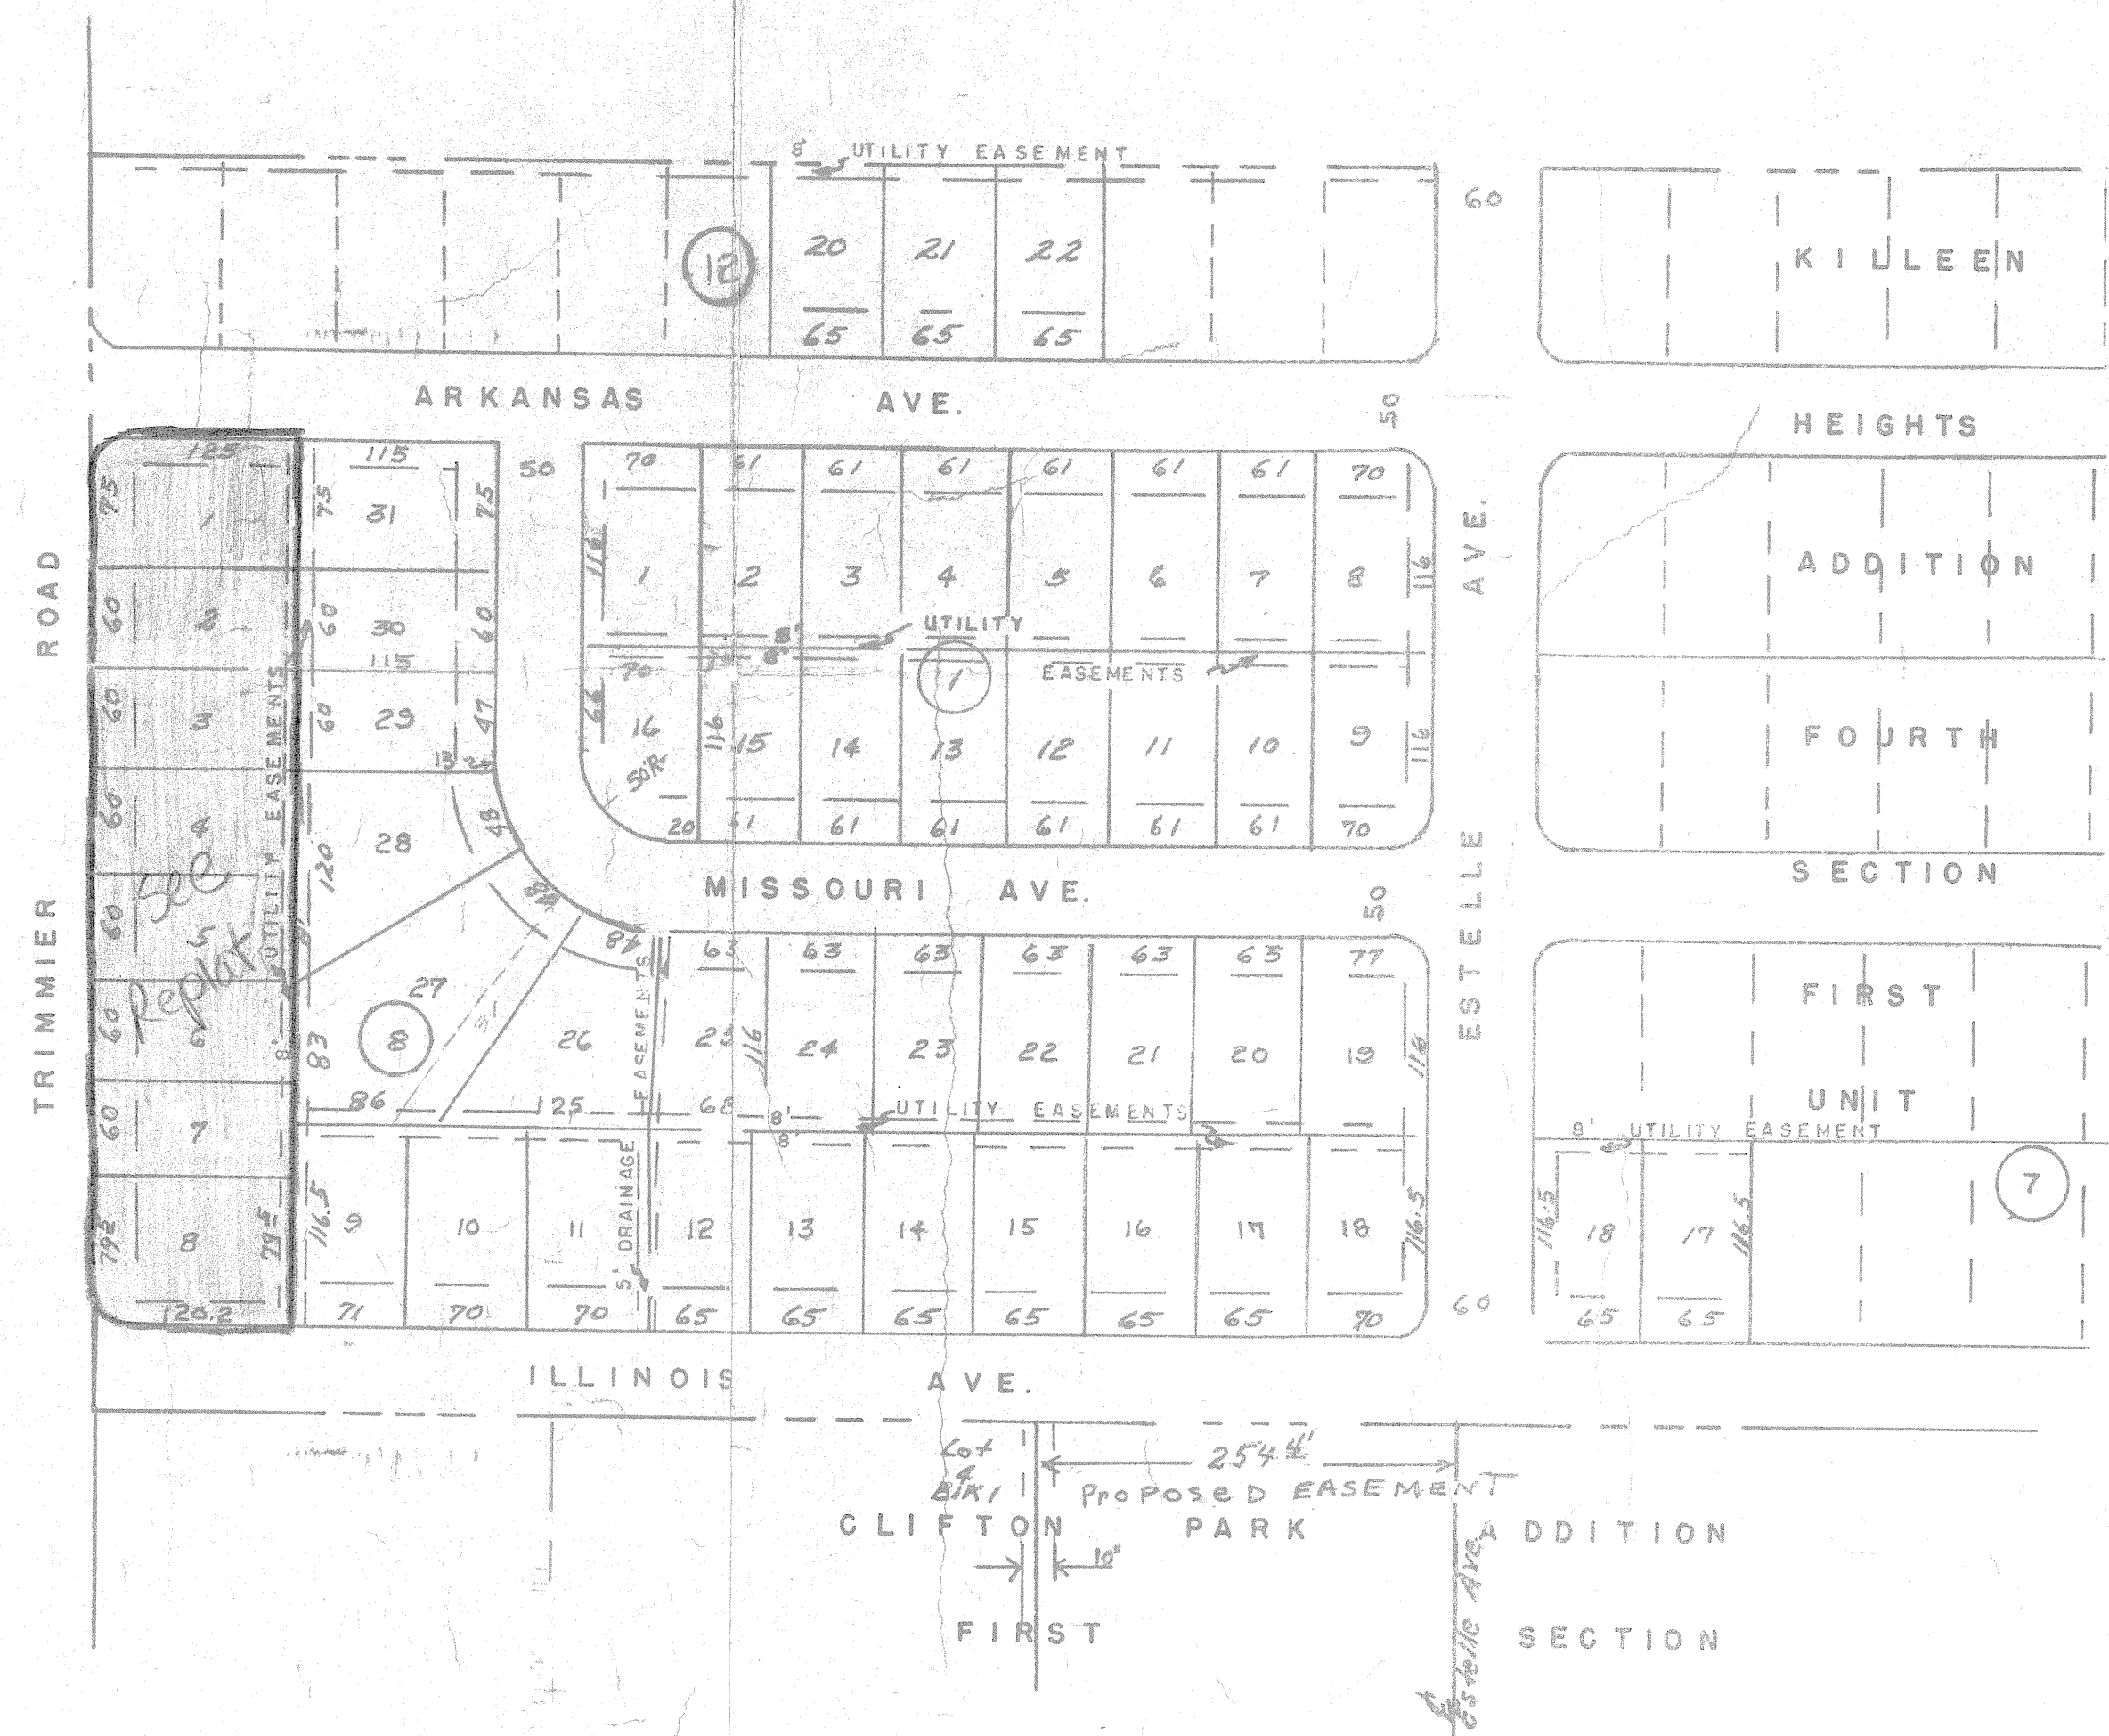 8' UTILITY EASEMENT
60
12 20 21 22
KILLEEN
65 65 65
ARKANSAS AVE.
50
HEIGHTS
125 115 50 70 61 61 61 61 61 61 70
75 75 75
1 31
ROAD
116 1 2 3 4 5 6 7 8 116
AVE.
ADDITION
60 2 60 30 60
115
8' UTILITY
8'
70 1 EASEMENTS
60 3 60 29 47
66 16 116 15 14 13 12 11 10 9 116
FOURTH
13
50'R
60 4 28 48
20 61 61 61 61 61 61 70
120
See
Replat
8' UTILITY EASEMENTS
MISSOURI AVE.
50
SECTION
TRIMMIER
ESTELLE
60 5
48
48
63 63 63 63 63 63 77
27
FIRST
60 6 83 8 26
116 24 23 22 21 20 19 116
8'
EASEMENTS
UNIT
86 125 68 8' UTILITY EASEMENTS
8'
60 7
UTILITY EASEMENT
7
5' DRAINAGE
8 79.5 116.5 9 10 11 12 13 14 15 16 17 18 116.5
116.5 18 17 116.5
120.2 71 70 70 65 65 65 65 65 65 70
60
65 65
ILLINOIS AVE.
Lot
4
Blk 1
254.4'
PROPOSED EASEMENT
CLIFTON PARK ADDITION
10'
FIRST SECTION
Estelle Ave.